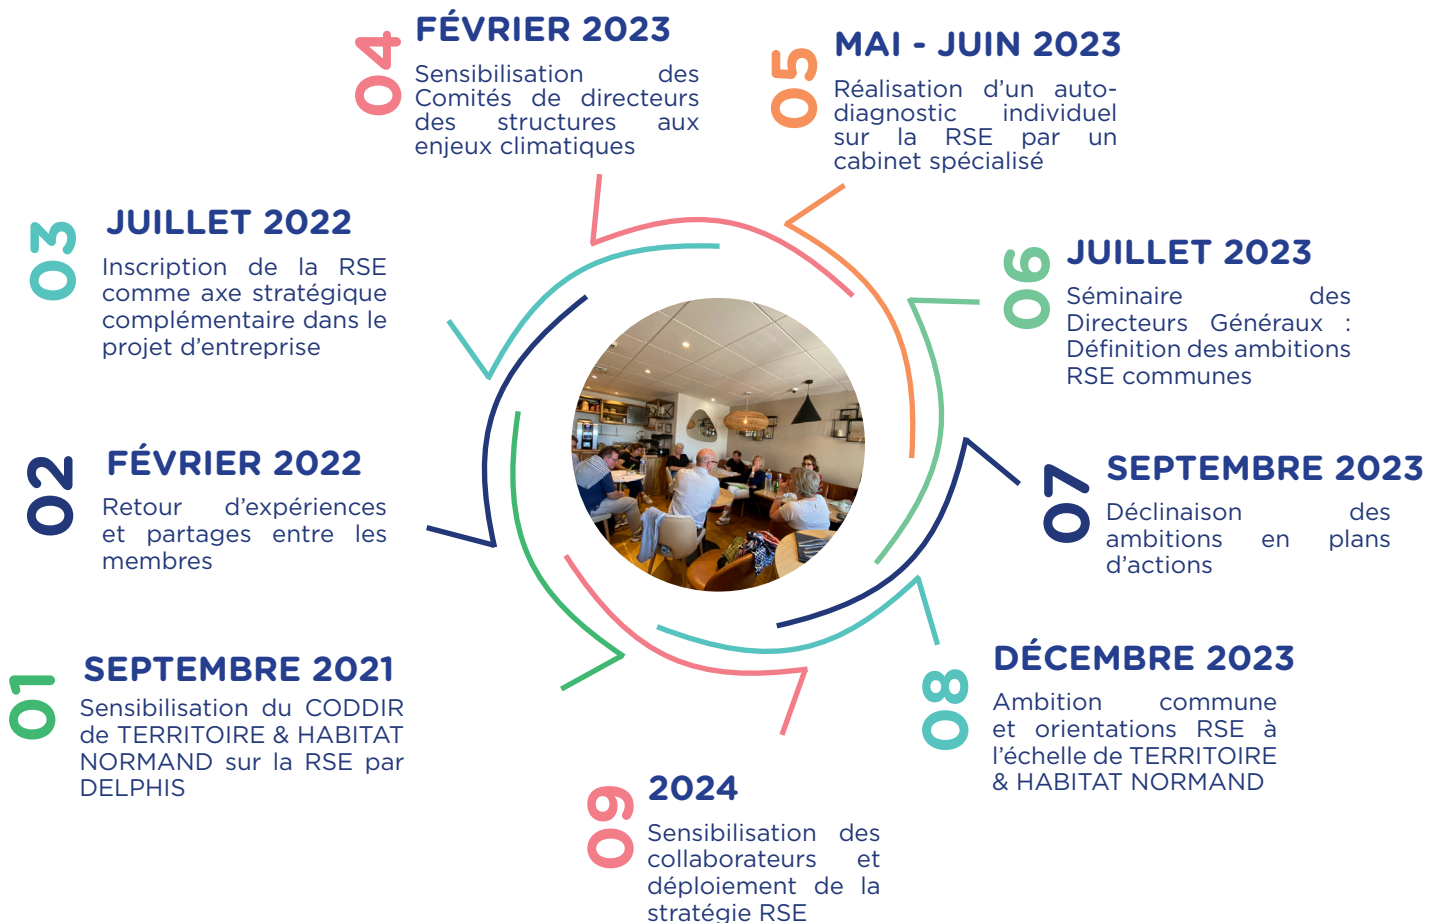 01
SEPTEMBRE 2021
Sensibilisation du CODDIR
de TERRITOIRE & HABITAT
NORMAND sur la RSE par
DELPHIS
02
FÉVRIER 2022
Retour d'expériences
et partages entre les
membres
03
JUILLET 2022
Inscription de la RSE
comme axe stratégique
complémentaire dans le
projet d'entreprise
04
FÉVRIER 2023
Sensibilisation des
Comités de directeurs
des structures aux
enjeux climatiques
05
MAI - JUIN 2023
Réalisation d'un auto-
diagnostic individuel
sur la RSE par un
cabinet spécialisé
06
JUILLET 2023
Séminaire des
Directeurs Généraux :
Définition des ambitions
RSE communes
07
SEPTEMBRE 2023
Déclinaison des
ambitions en plans
d'actions
08
DÉCEMBRE 2023
Ambition commune
et orientations RSE à
l'échelle de TERRITOIRE
& HABITAT NORMAND
09
2024
Sensibilisation des
collaborateurs et
déploiement de la
stratégie RSE